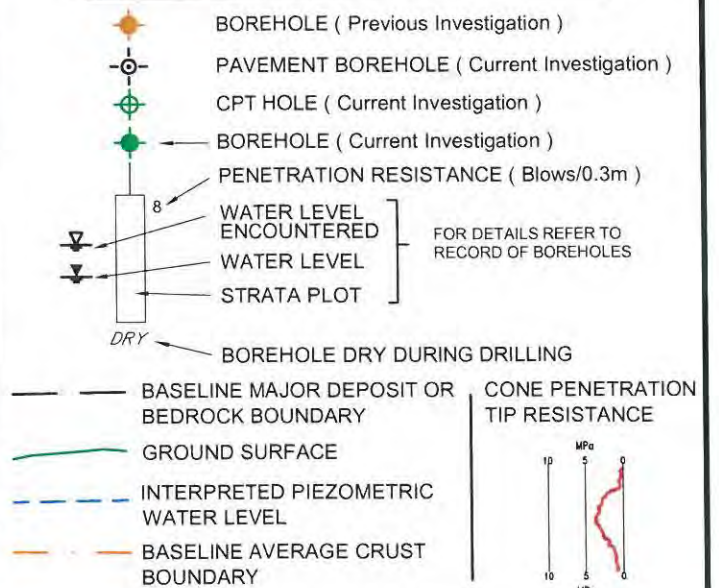 BOREHOLE ( Previous Investigation )
PAVEMENT BOREHOLE ( Current Investigation )
CPT HOLE ( Current Investigation )
BOREHOLE ( Current Investigation )
PENETRATION RESISTANCE ( Blows/0.3m )
8
WATER LEVEL
ENCOUNTERED
WATER LEVEL
STRATA PLOT
FOR DETAILS REFER TO
RECORD OF BOREHOLES
DRY
BOREHOLE DRY DURING DRILLING
BASELINE MAJOR DEPOSIT OR
BEDROCK BOUNDARY
GROUND SURFACE
INTERPRETED PIEZOMETRIC
WATER LEVEL
BASELINE AVERAGE CRUST
BOUNDARY
CONE PENETRATION
TIP RESISTANCE
MPa
10 5 0
10 5 0
MPa